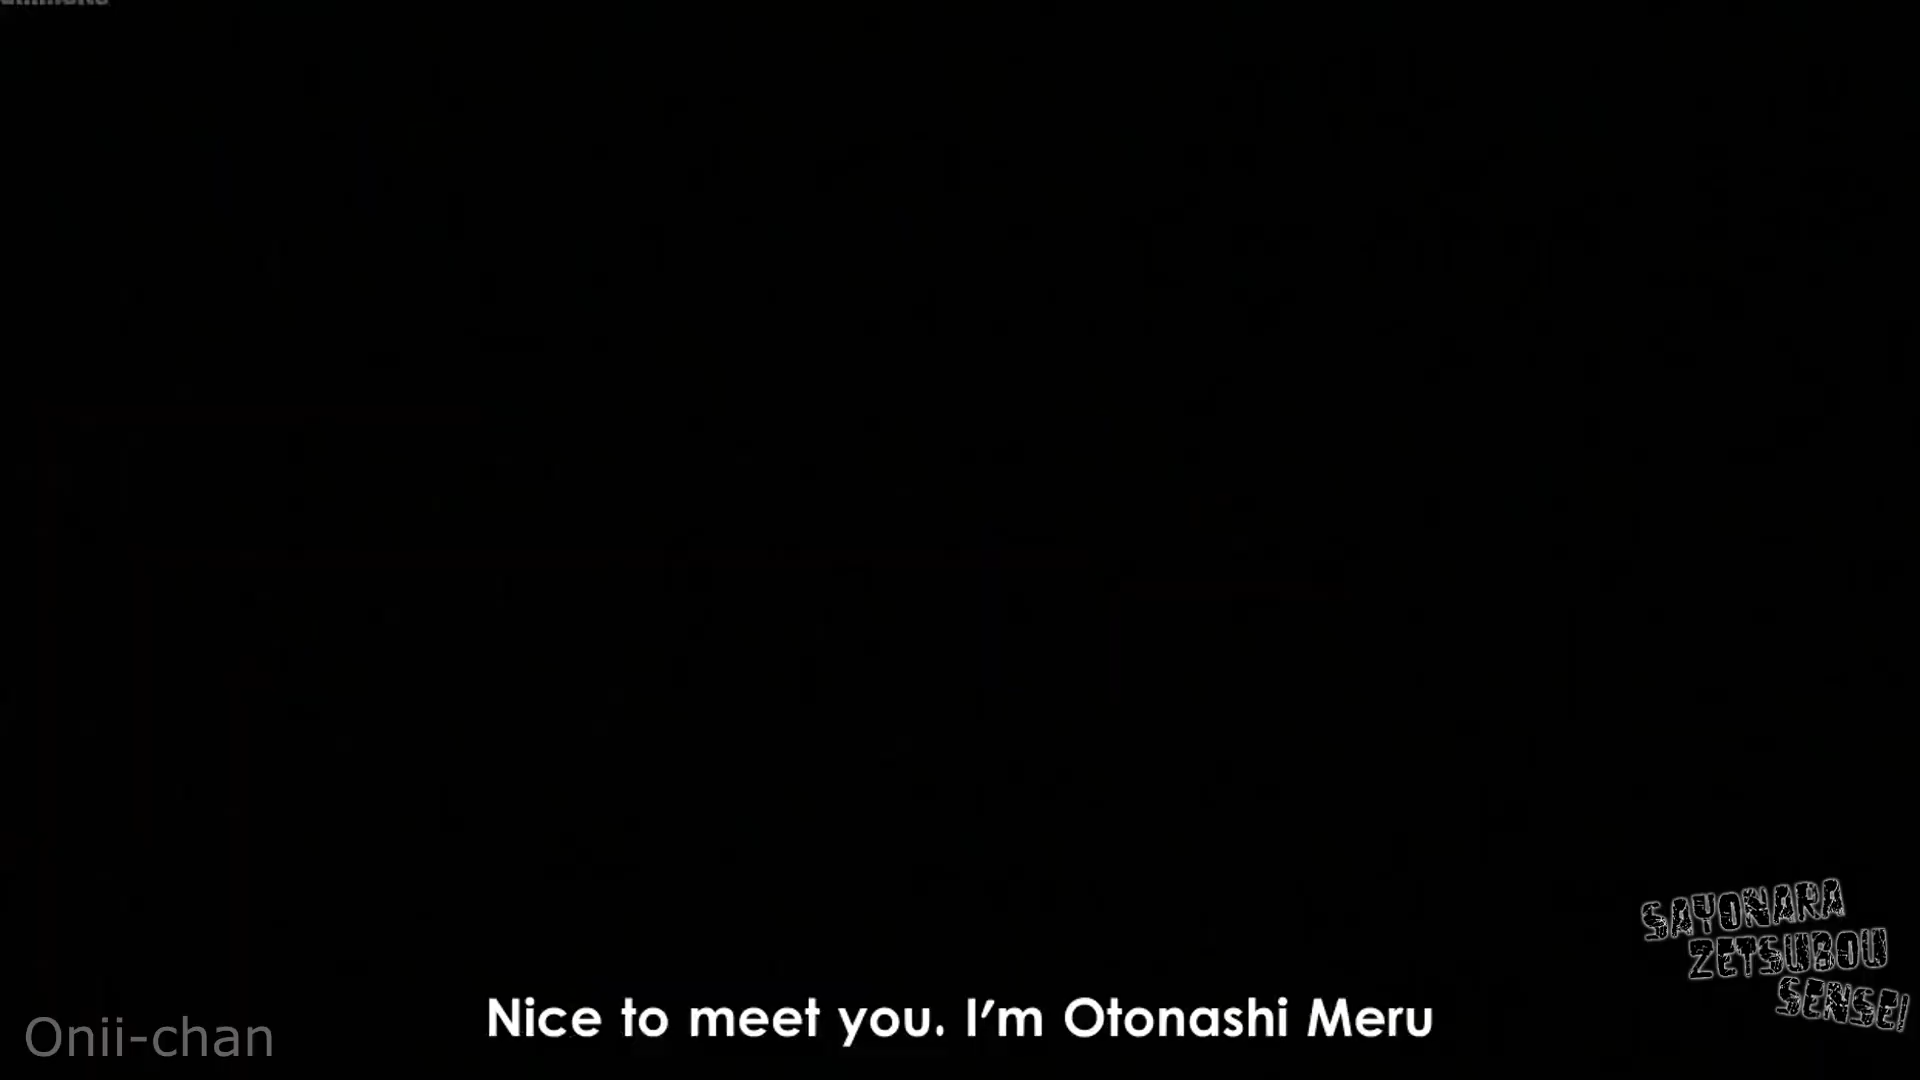 SAYONARA
ZETSUBOU
SENSEI
Nice to meet you. I’m Otonashi Meru
Onii-chan